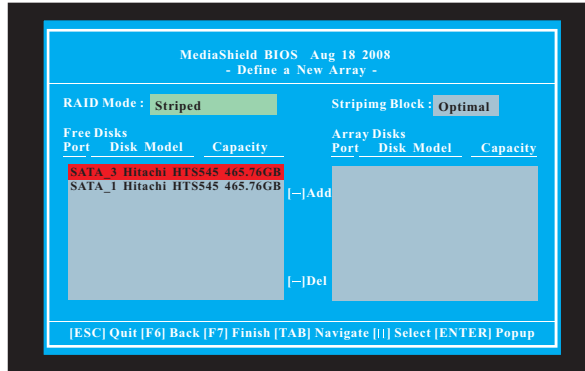 MediaShield BIOS Aug 18 2008
- Define a New Array -
RAID Mode : Striped Stripimg Block : Optimal
Free Disks Array Disks
Port Disk Model Capacity Port Disk Model Capacity
SATA_3 Hitachi HTS545 465.76GB
SATA_1 Hitachi HTS545 465.76GB
[—]Add
[—]Del
[ESC] Quit [F6] Back [F7] Finish [TAB] Navigate [||] Select [ENTER] Popup